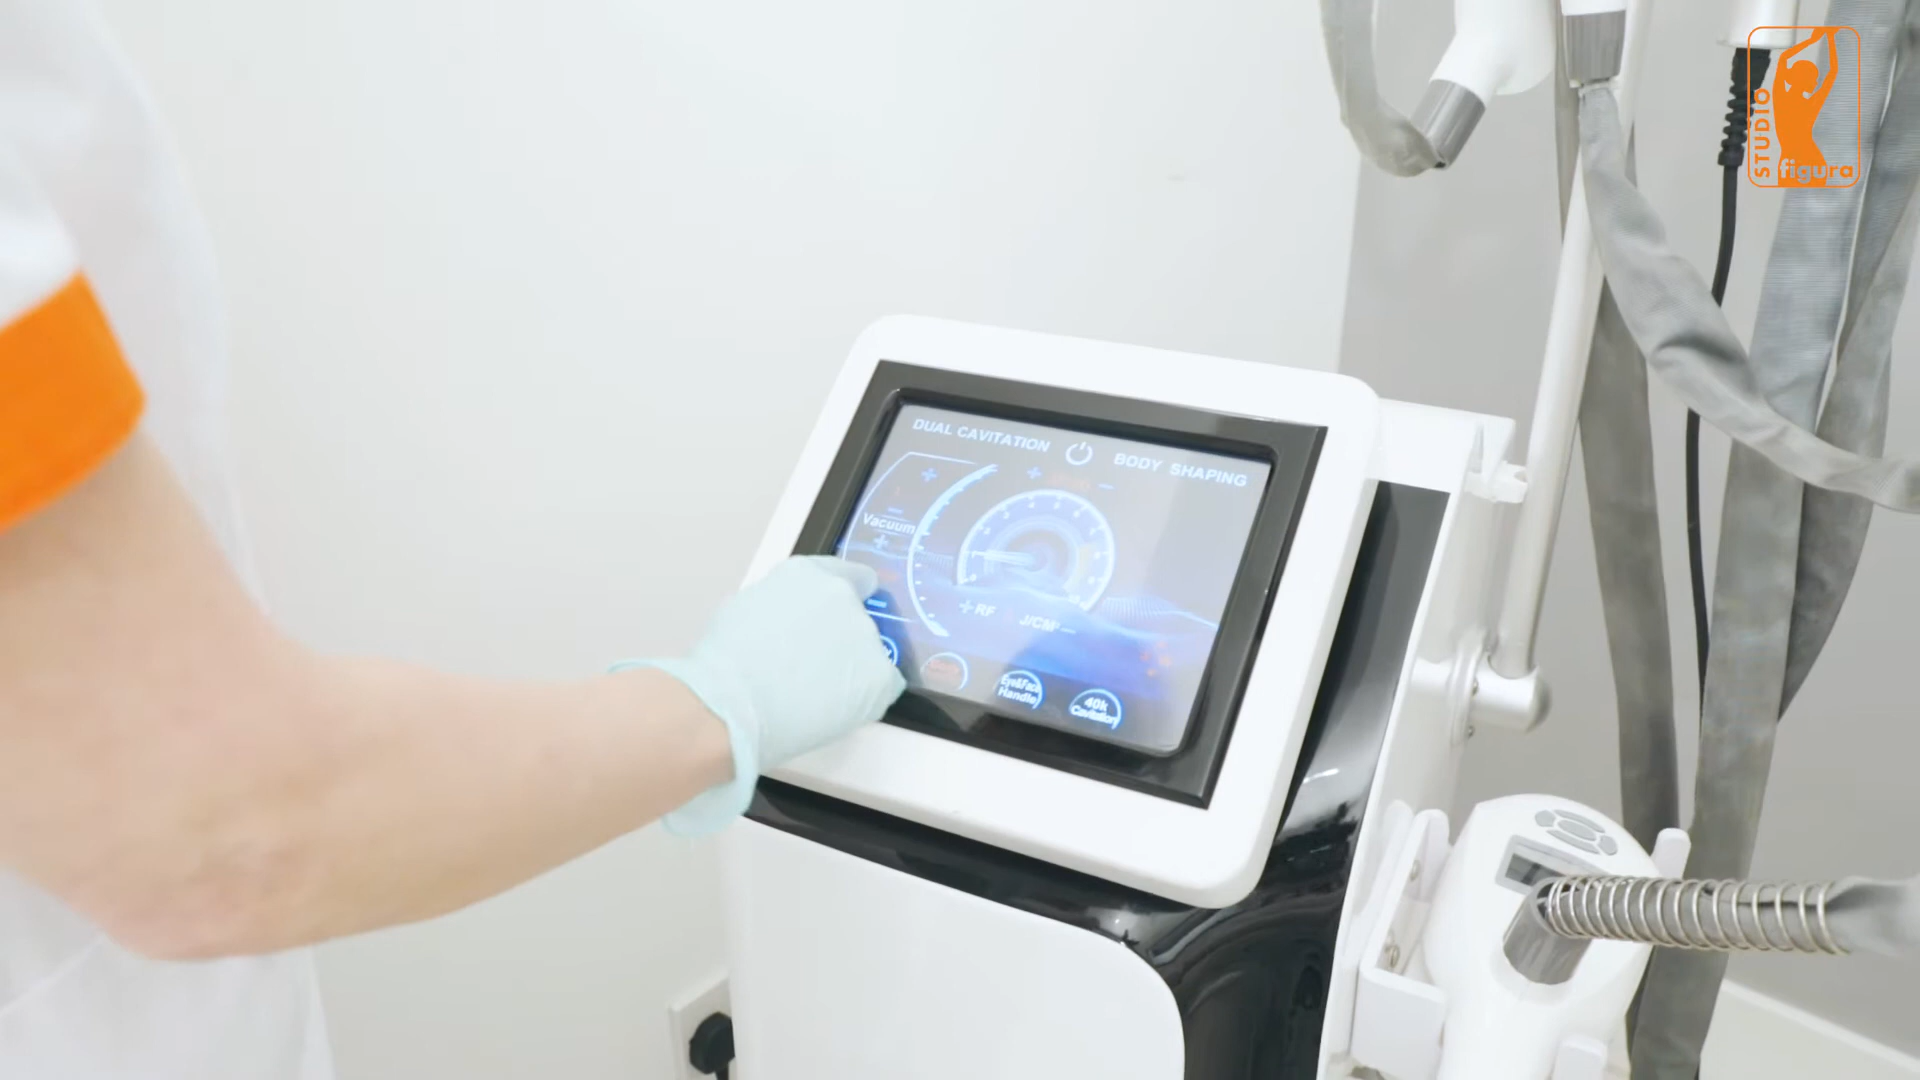 STUDIO
figura
DUAL CAVITATION
BODY SHAPING
Vacuum
RF
J/CM²
Eye&Face
Handle
40k
Cavitation